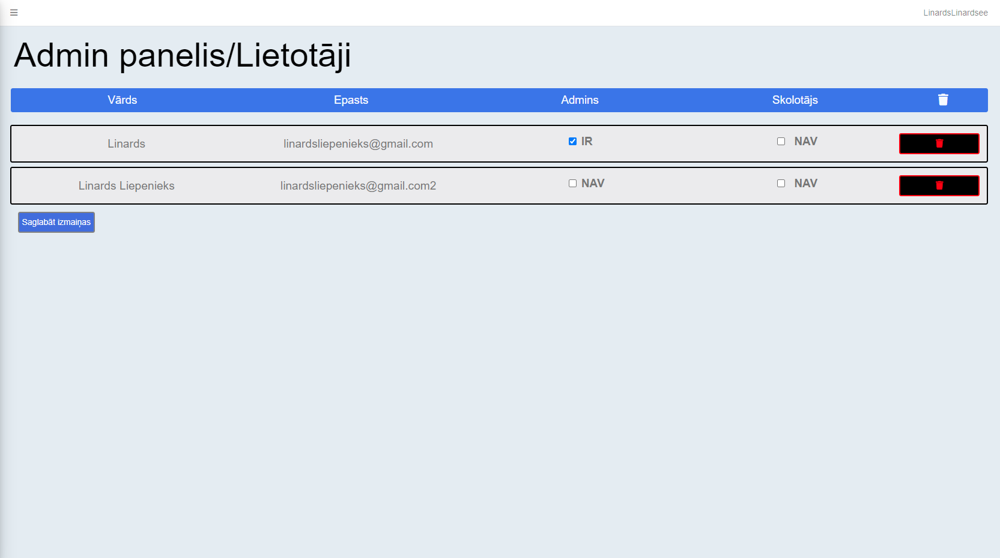 LinardsLinardsee
Admin panelis/Lietotāji
Vārds Epasts Admins Skolotājs
Linards linardsliepenieks@gmail.com IR NAV
Linards Liepenieks linardsliepenieks@gmail.com2 NAV NAV
Saglabāt izmaiņas